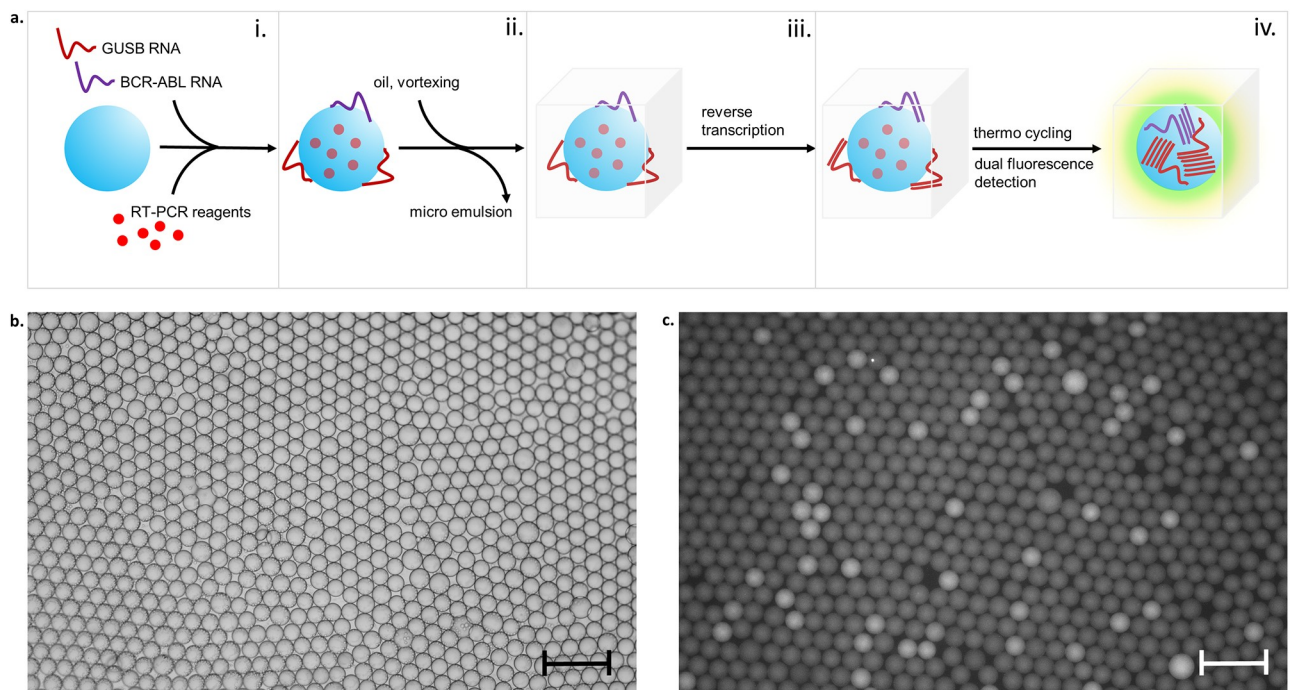 a.
i.
ii.
iii.
iv.
GUSB RNA
BCR-ABL RNA
RT-PCR reagents
oil, vortexing
micro emulsion
reverse
transcription
thermo cycling
dual fluorescence
detection
b.
c.